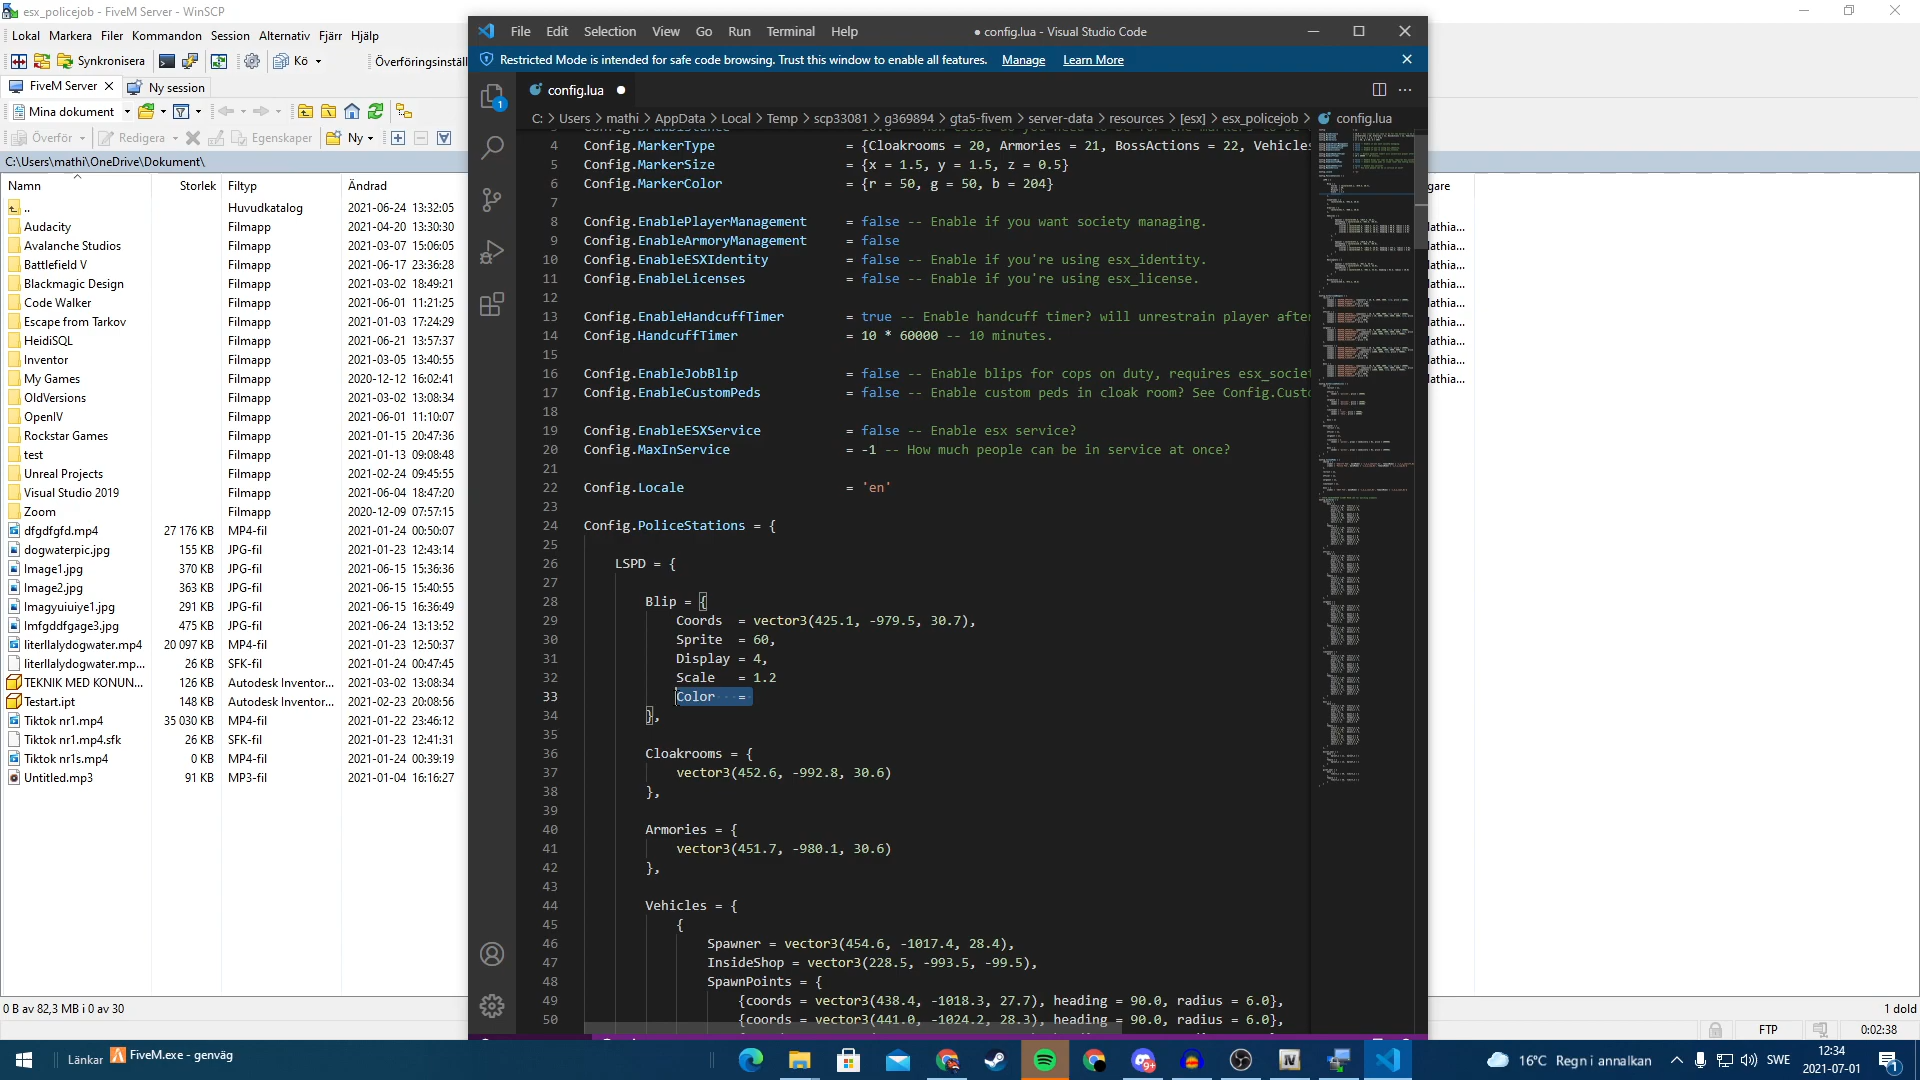 esx_policejob - FiveM Server - WinSCP
Lokal Markera Filer Kommandon Session Alternativ Fjärr Hjälp
Synkronisera Kö Överföringsinställ
FiveM Server Ny session
Mina dokument
Överför Redigera Egenskaper Ny
C:\Users\mathi\OneDrive\Dokument\
Namn Storlek Filtyp Ändrad
.. Huvudkatalog 2021-06-24 13:32:05
Audacity Filmapp 2021-04-20 13:30:30
Avalanche Studios Filmapp 2021-03-07 15:06:05
Battlefield V Filmapp 2021-06-17 23:36:28
Blackmagic Design Filmapp 2021-03-02 18:49:21
Code Walker Filmapp 2021-06-01 11:21:25
Escape from Tarkov Filmapp 2021-01-03 17:24:29
HeidiSQL Filmapp 2021-06-21 13:57:37
Inventor Filmapp 2021-03-05 13:40:55
My Games Filmapp 2020-12-12 16:02:41
OldVersions Filmapp 2021-03-02 13:08:34
OpenIV Filmapp 2021-06-01 11:10:07
Rockstar Games Filmapp 2021-01-15 20:47:36
test Filmapp 2021-01-13 09:08:48
Unreal Projects Filmapp 2021-02-24 09:45:55
Visual Studio 2019 Filmapp 2021-06-04 18:47:20
Zoom Filmapp 2020-12-09 07:57:15
dfgdfgfd.mp4 27 176 KB MP4-fil 2021-01-24 00:50:07
dogwaterpic.jpg 155 KB JPG-fil 2021-01-23 12:43:14
Image1.jpg 370 KB JPG-fil 2021-06-15 15:36:36
Image2.jpg 363 KB JPG-fil 2021-06-15 15:40:55
Imagyuiuiye1.jpg 291 KB JPG-fil 2021-06-15 16:36:49
Imfgddfgage3.jpg 475 KB JPG-fil 2021-06-24 13:13:52
literllalydogwater.mp4 20 097 KB MP4-fil 2021-01-23 12:50:37
literllalydogwater.mp... 26 KB SFK-fil 2021-01-24 00:47:45
TEKNIK MED KONUN... 126 KB Autodesk Inventor... 2021-03-02 13:08:34
Testart.ipt 148 KB Autodesk Inventor... 2021-02-23 20:08:56
Tiktok nr1.mp4 35 030 KB MP4-fil 2021-01-22 23:46:12
Tiktok nr1.mp4.sfk 26 KB SFK-fil 2021-01-23 12:41:31
Tiktok nr1s.mp4 0 KB MP4-fil 2021-01-24 00:39:19
Untitled.mp3 91 KB MP3-fil 2021-01-04 16:16:27
0 B av 82,3 MB i 0 av 30
File Edit Selection View Go Run Terminal Help
● config.lua - Visual Studio Code
Restricted Mode is intended for safe code browsing. Trust this window to enable all features. Manage Learn More
1
config.lua
C: > Users > mathi > AppData > Local > Temp > scp33081 > g369894 > gta5-fivem > server-data > resources > [esx] > esx_policejob > config.lua
4 Config.MarkerType = {Cloakrooms = 20, Armories = 21, BossActions = 22, Vehicles
5 Config.MarkerSize = {x = 1.5, y = 1.5, z = 0.5}
6 Config.MarkerColor = {r = 50, g = 50, b = 204}
7
8 Config.EnablePlayerManagement = false -- Enable if you want society managing.
9 Config.EnableArmoryManagement = false
10 Config.EnableESXIdentity = false -- Enable if you're using esx_identity.
11 Config.EnableLicenses = false -- Enable if you're using esx_license.
12
13 Config.EnableHandcuffTimer = true -- Enable handcuff timer? will unrestrain player after
14 Config.HandcuffTimer = 10 * 60000 -- 10 minutes.
15
16 Config.EnableJobBlip = false -- Enable blips for cops on duty, requires esx_societ
17 Config.EnableCustomPeds = false -- Enable custom peds in cloak room? See Config.Custo
18
19 Config.EnableESXService = false -- Enable esx service?
20 Config.MaxInService = -1 -- How much people can be in service at once?
21
22 Config.Locale = 'en'
23
24 Config.PoliceStations = {
25
26 LSPD = {
27
28 Blip = {
29 Coords = vector3(425.1, -979.5, 30.7),
30 Sprite = 60,
31 Display = 4,
32 Scale = 1.2
33 Color =
34 },
35
36 Cloakrooms = {
37 vector3(452.6, -992.8, 30.6)
38 },
39
40 Armories = {
41 vector3(451.7, -980.1, 30.6)
42 },
43
44 Vehicles = {
45 {
46 Spawner = vector3(454.6, -1017.4, 28.4),
47 InsideShop = vector3(228.5, -993.5, -99.5),
48 SpawnPoints = {
49 {coords = vector3(438.4, -1018.3, 27.7), heading = 90.0, radius = 6.0},
50 {coords = vector3(441.0, -1024.2, 28.3), heading = 90.0, radius = 6.0},
gare
lathia...
lathia...
lathia...
lathia...
lathia...
lathia...
lathia...
lathia...
lathia...
1 dold
FTP 0:02:38
Länkar FiveM.exe - genväg
9+
16°C Regn i annalkan SWE
12:34
2021-07-01
1